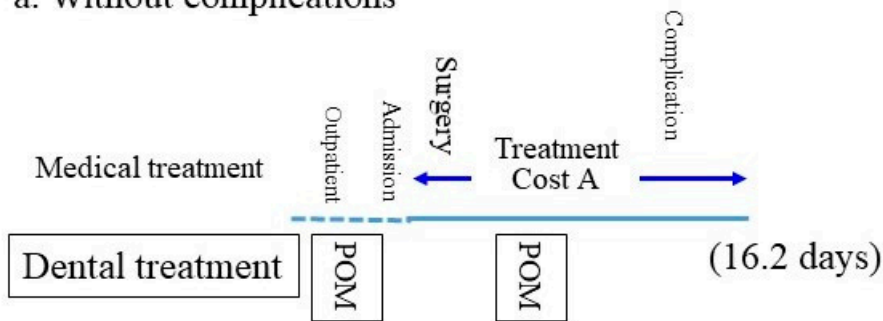 a. Without complications
Complication
Surgery
Outpatient
Admission
Treatment
Cost A
Medical treatment
Dental treatment
POM
POM
(16.2 days)